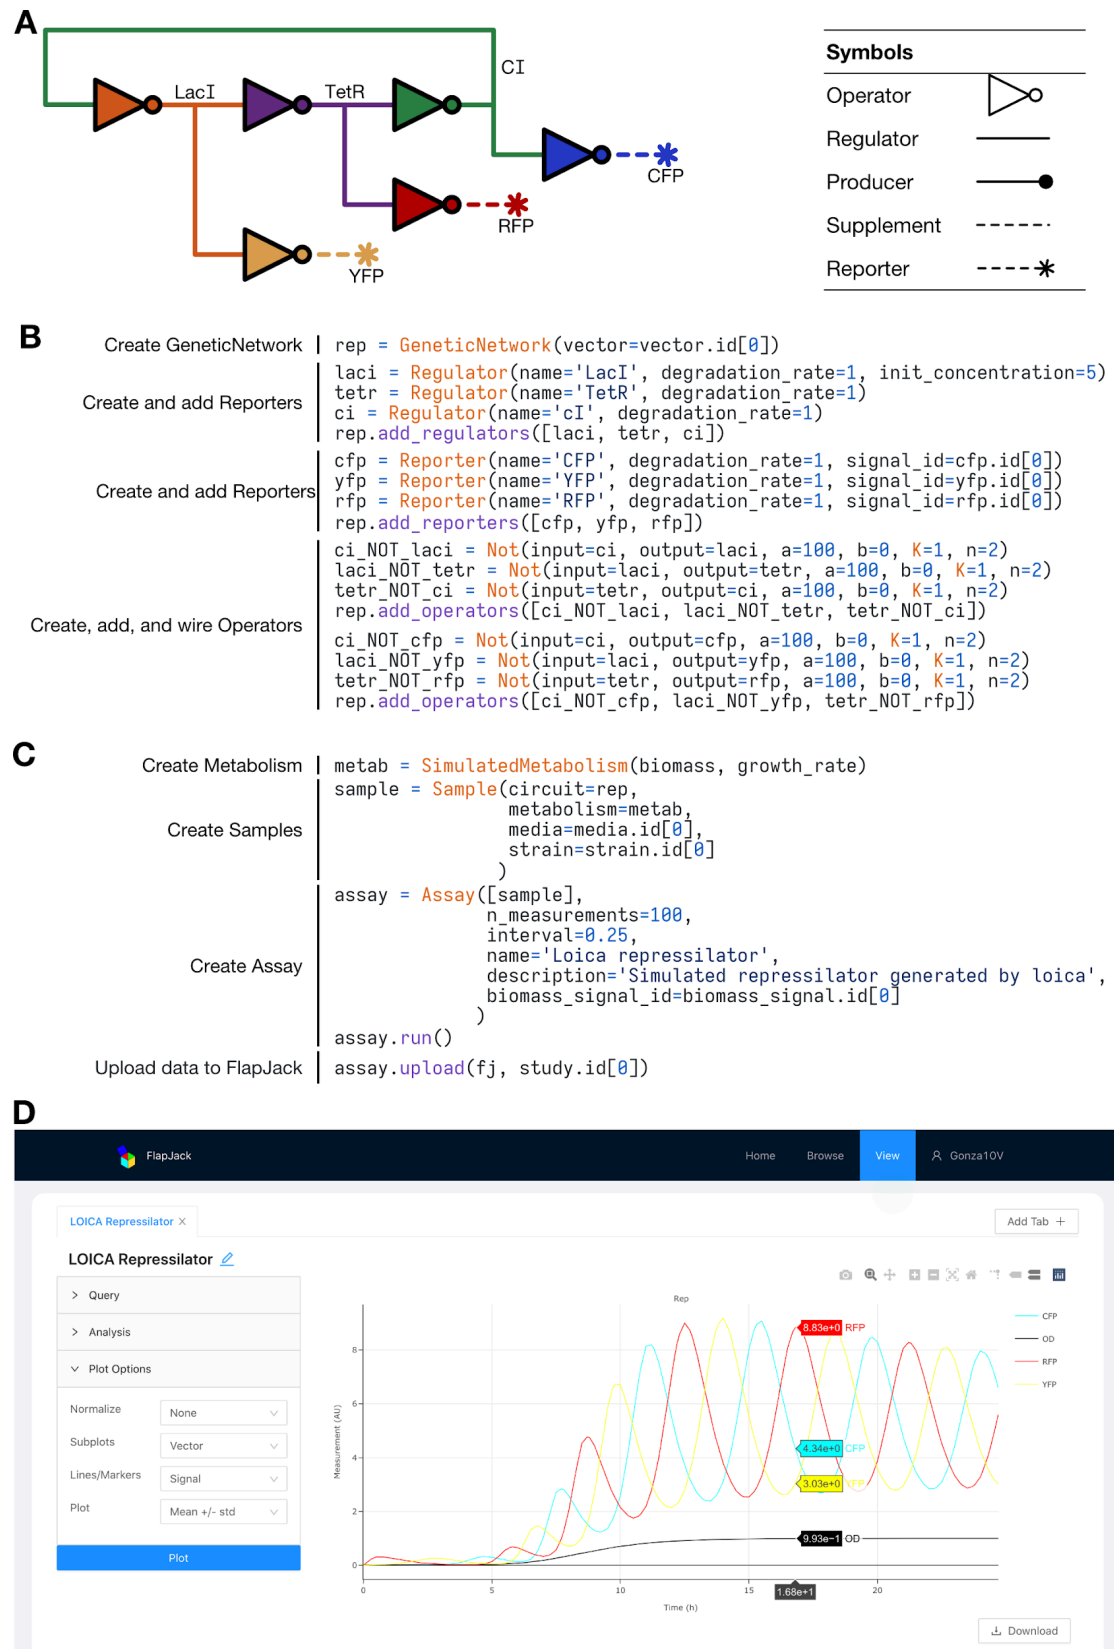 A
CI
LacI
TetR
CFP
RFP
YFP
Symbols
Operator
Regulator
Producer
Supplement
Reporter
B
Create GeneticNetwork
rep = GeneticNetwork(vector=vector.id[0])
Create and add Reporters
laci = Regulator(name='LacI', degradation_rate=1, init_concentration=5)
tetr = Regulator(name='TetR', degradation_rate=1)
ci = Regulator(name='cI', degradation_rate=1)
rep.add_regulators([laci, tetr, ci])
Create and add Reporters
cfp = Reporter(name='CFP', degradation_rate=1, signal_id=cfp.id[0])
yfp = Reporter(name='YFP', degradation_rate=1, signal_id=yfp.id[0])
rfp = Reporter(name='RFP', degradation_rate=1, signal_id=rfp.id[0])
rep.add_reporters([cfp, yfp, rfp])
Create, add, and wire Operators
ci_NOT_laci = Not(input=ci, output=laci, a=100, b=0, K=1, n=2)
laci_NOT_tetr = Not(input=laci, output=tetr, a=100, b=0, K=1, n=2)
tetr_NOT_ci = Not(input=tetr, output=ci, a=100, b=0, K=1, n=2)
rep.add_operators([ci_NOT_laci, laci_NOT_tetr, tetr_NOT_ci])
ci_NOT_cfp = Not(input=ci, output=cfp, a=100, b=0, K=1, n=2)
laci_NOT_yfp = Not(input=laci, output=yfp, a=100, b=0, K=1, n=2)
tetr_NOT_rfp = Not(input=tetr, output=rfp, a=100, b=0, K=1, n=2)
rep.add_operators([ci_NOT_cfp, laci_NOT_yfp, tetr_NOT_rfp])
C
Create Metabolism
metab = SimulatedMetabolism(biomass, growth_rate)
Create Samples
sample = Sample(circuit=rep,
metabolism=metab,
media=media.id[0],
strain=strain.id[0]
)
Create Assay
assay = Assay([sample],
n_measurements=100,
interval=0.25,
name='Loica repressilator',
description='Simulated repressilator generated by loica',
biomass_signal_id=biomass_signal.id[0]
)
assay.run()
Upload data to FlapJack
assay.upload(fj, study.id[0])
D
FlapJack
Home
Browse
View
Gonza10V
LOICA Repressilator X
Add Tab +
LOICA Repressilator
> Query
> Analysis
Plot Options
Normalize
None
Subplots
Vector
Lines/Markers
Signal
Plot
Mean +/- std
Plot
Rep
Measurement (AU)
8
6
4
2
0
0
5
10
15
20
Time (h)
8.83e+0 RFP
4.34e+0 CFP
3.03e+0 YFP
9.93e−1 OD
1.68e+1
CFP
OD
RFP
YFP
Download